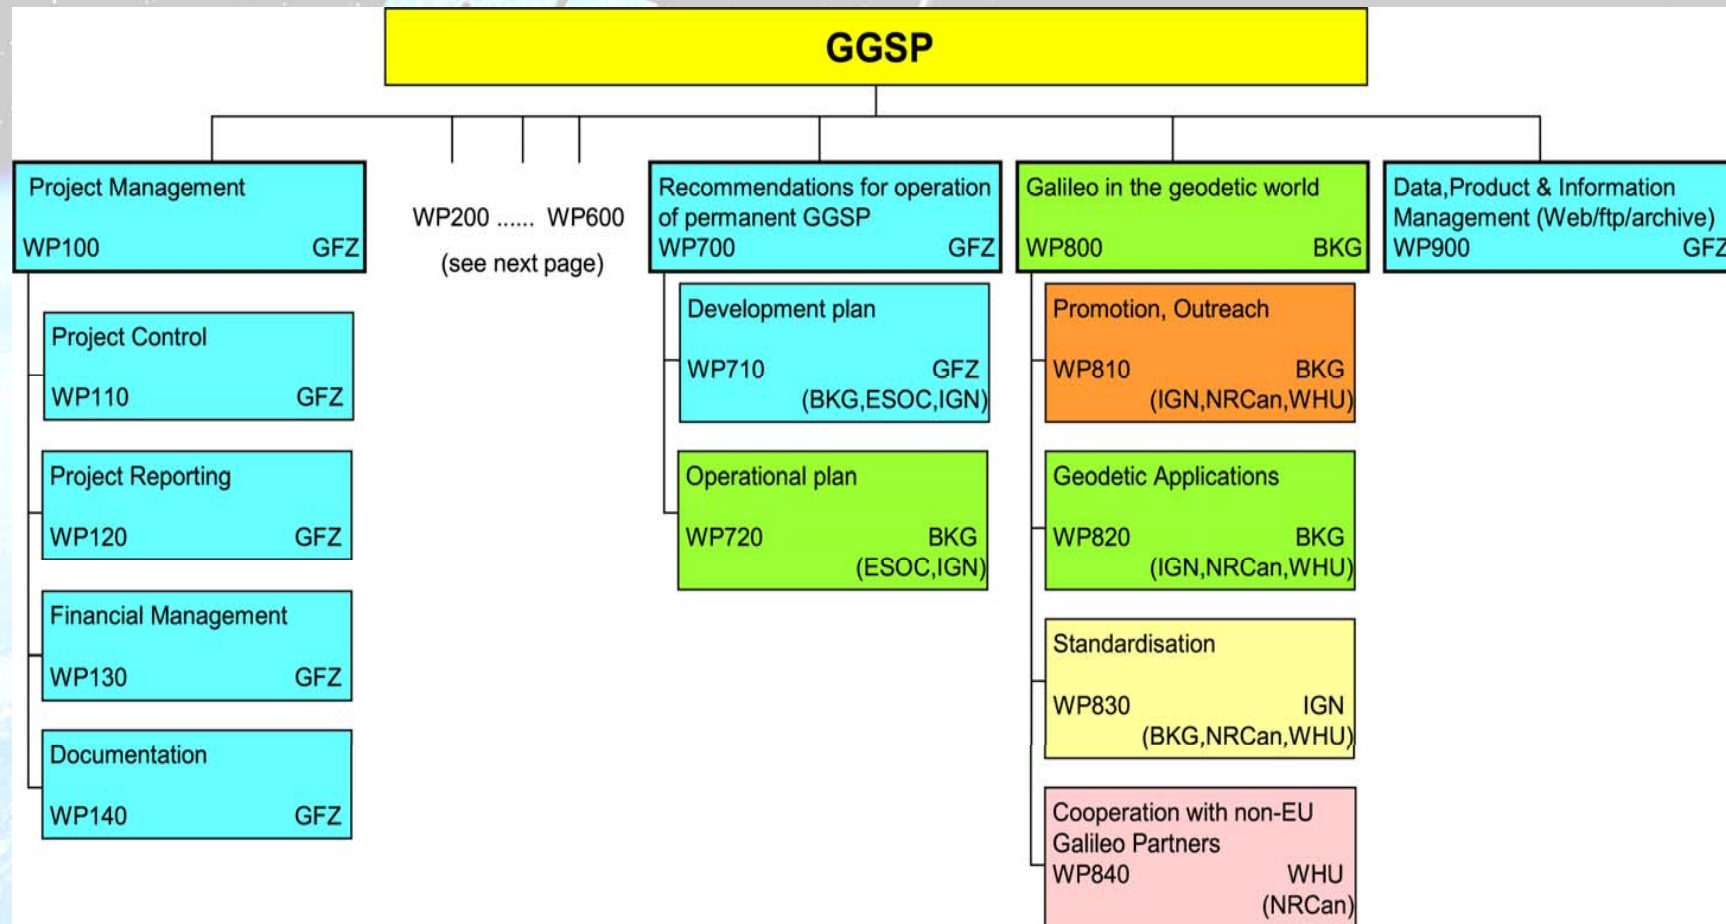 GGSP
Project Management
WP100 GFZ
Project Control
WP110 GFZ
Project Reporting
WP120 GFZ
Financial Management
WP130 GFZ
Documentation
WP140 GFZ
WP200 ...... WP600
(see next page)
Recommendations for operation
of permanent GGSP
WP700 GFZ
Development plan
WP710 GFZ
(BKG,ESOC,IGN)
Operational plan
WP720 BKG
(ESOC,IGN)
Galileo in the geodetic world
WP800 BKG
Promotion, Outreach
WP810 BKG
(IGN,NRCan,WHU)
Geodetic Applications
WP820 BKG
(IGN,NRCan,WHU)
Standardisation
WP830 IGN
(BKG,NRCan,WHU)
Cooperation with non-EU
Galileo Partners
WP840 WHU
(NRCan)
Data,Product & Information
Management (Web/ftp/archive)
WP900 GFZ